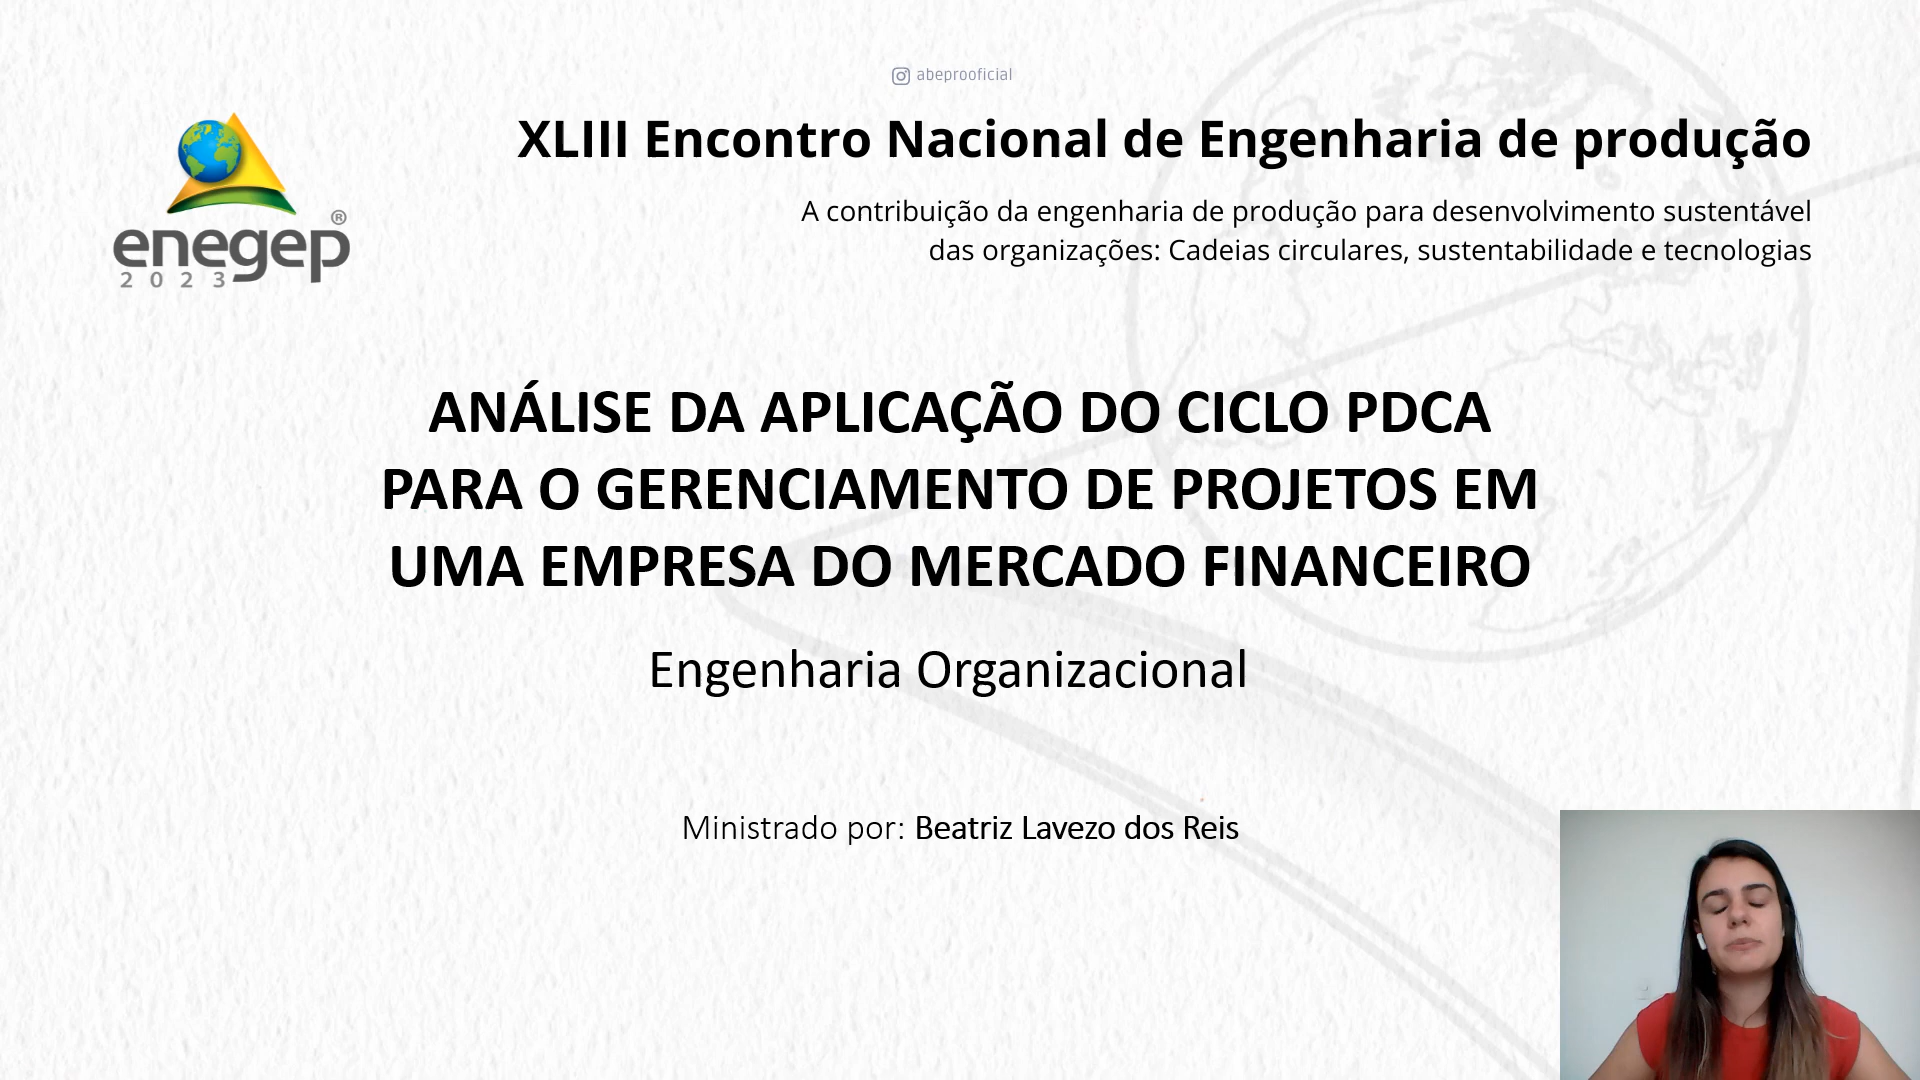 abeprooficial
XLIII Encontro Nacional de Engenharia de produção
A contribuição da engenharia de produção para desenvolvimento sustentável
das organizações: Cadeias circulares, sustentabilidade e tecnologias
enegep®
2023
ANÁLISE DA APLICAÇÃO DO CICLO PDCA
PARA O GERENCIAMENTO DE PROJETOS EM
UMA EMPRESA DO MERCADO FINANCEIRO
Engenharia Organizacional
Ministrado por: Beatriz Lavezo dos Reis